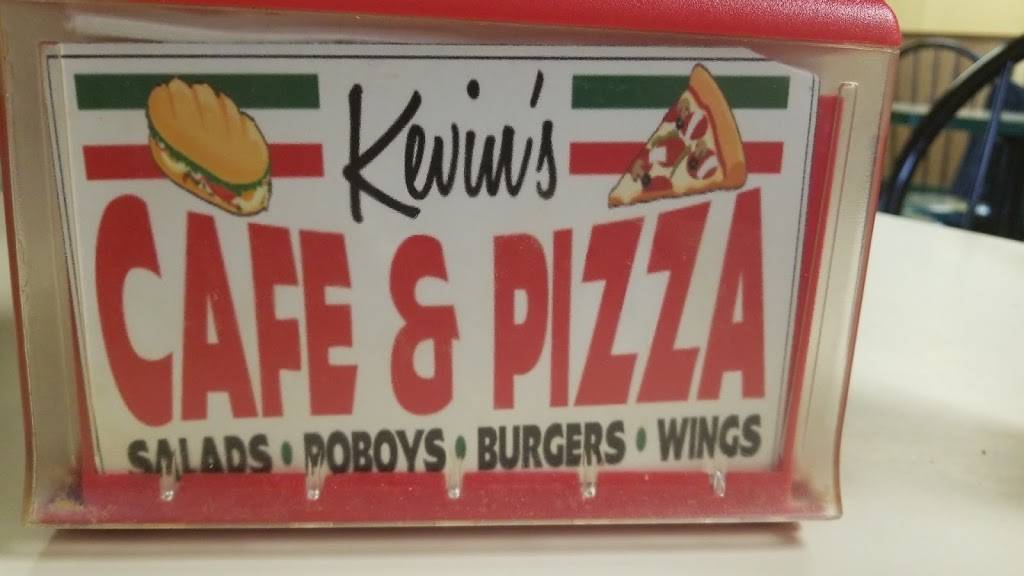 Kevin's
CAFE & PIZZA
SALADS • POBOYS • BURGERS • WINGS